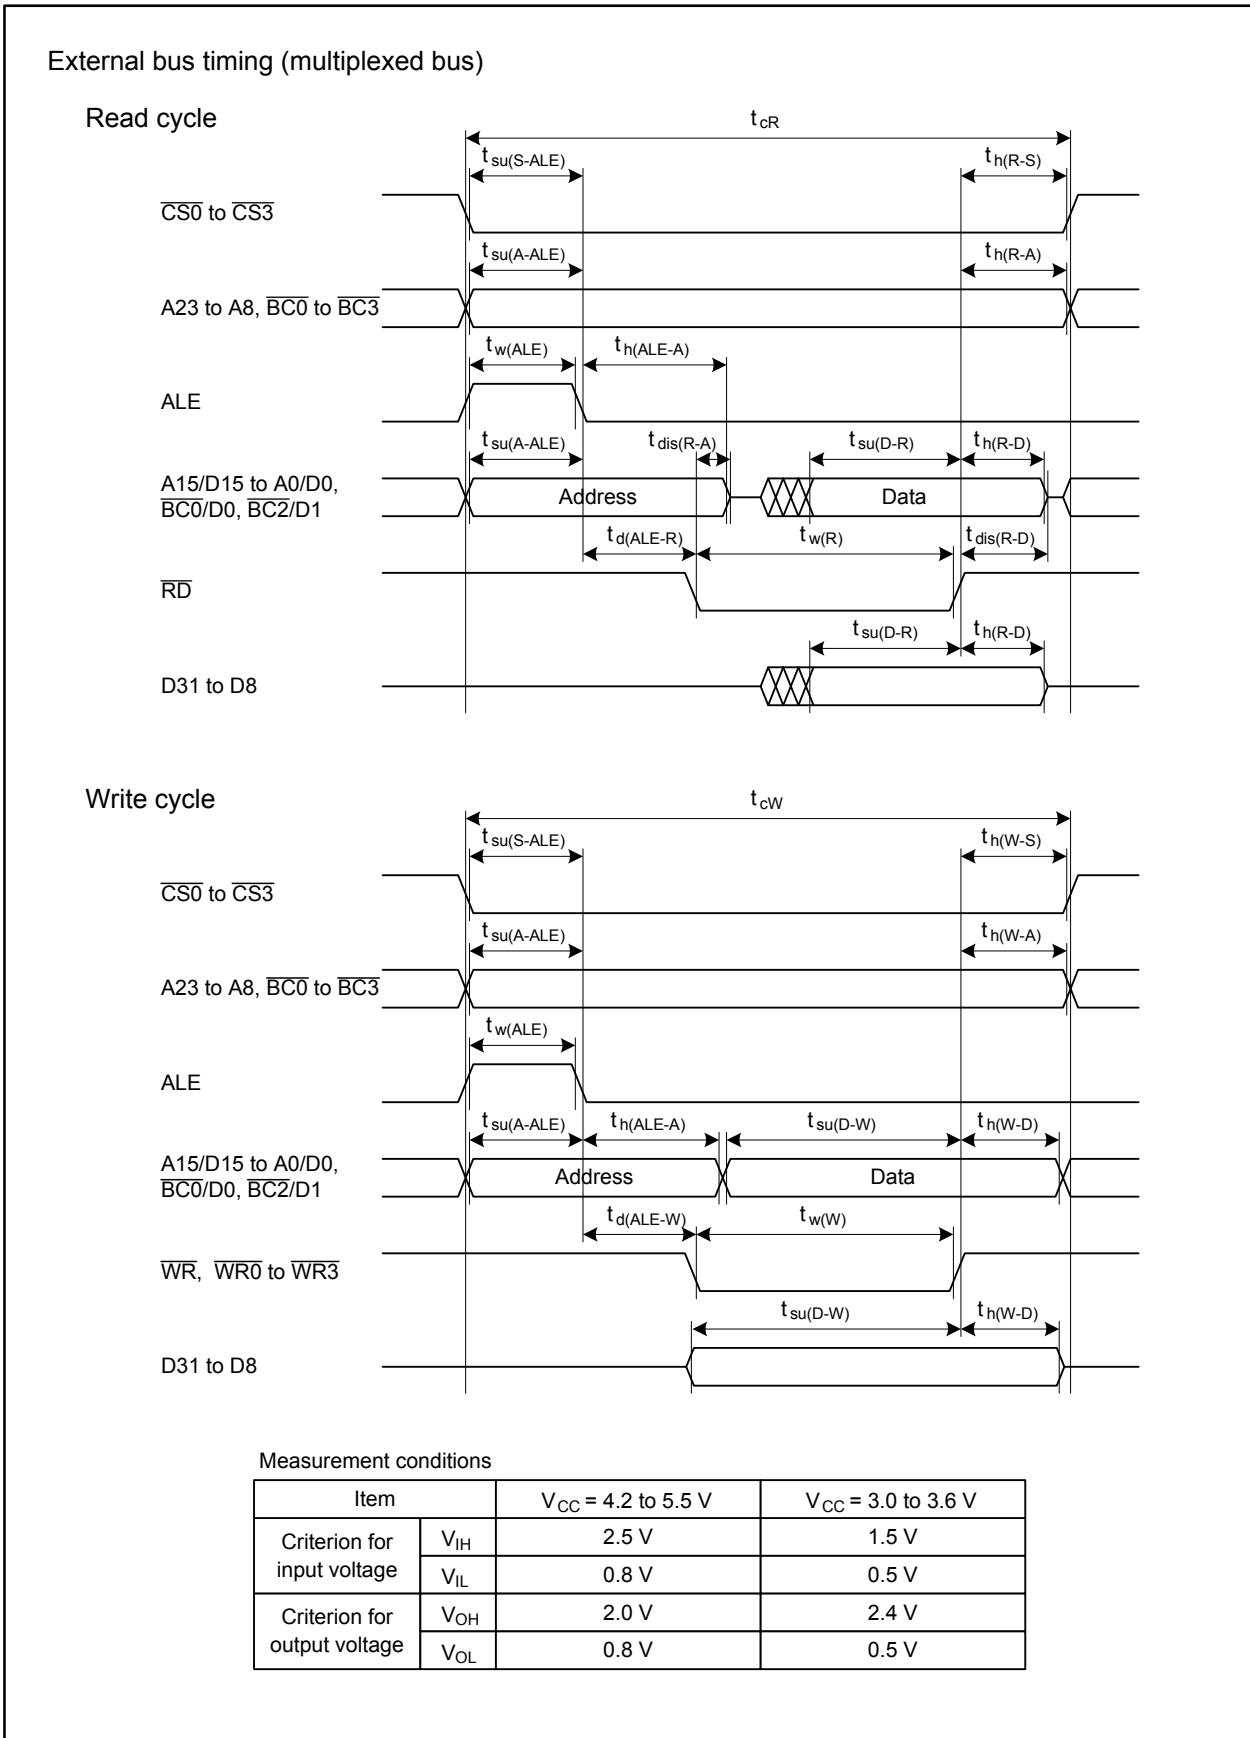 External bus timing (multiplexed bus)
Read cycle
tcR
tsu(S-ALE) th(R-S)
CS0 to CS3
tsu(A-ALE) th(R-A)
A23 to A8, BC0 to BC3
tw(ALE) th(ALE-A)
ALE
tsu(A-ALE) tdis(R-A) tsu(D-R) th(R-D)
A15/D15 to A0/D0,
BC0/D0, BC2/D1
Address Data
td(ALE-R) tw(R) tdis(R-D)
RD
tsu(D-R) th(R-D)
D31 to D8
Write cycle
tcW
tsu(S-ALE) th(W-S)
CS0 to CS3
tsu(A-ALE) th(W-A)
A23 to A8, BC0 to BC3
tw(ALE)
ALE
tsu(A-ALE) th(ALE-A) tsu(D-W) th(W-D)
A15/D15 to A0/D0,
BC0/D0, BC2/D1
Address Data
td(ALE-W) tw(W)
WR, WR0 to WR3
tsu(D-W) th(W-D)
D31 to D8
Measurement conditions
Item VCC = 4.2 to 5.5 V VCC = 3.0 to 3.6 V
Criterion for input voltage VIH 2.5 V 1.5 V
VIL 0.8 V 0.5 V
Criterion for output voltage VOH 2.0 V 2.4 V
VOL 0.8 V 0.5 V